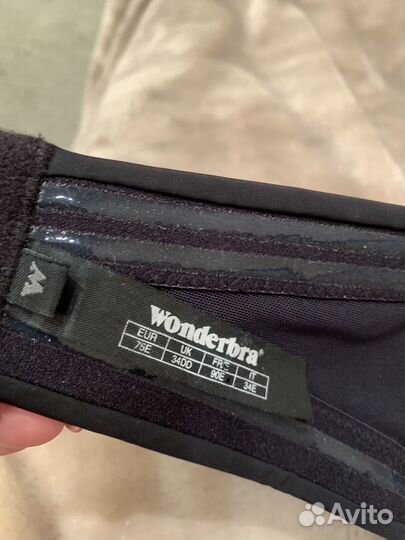 Wonderbra
EUR UK FR IT
75E 34DD 90E 34E
W
Avito